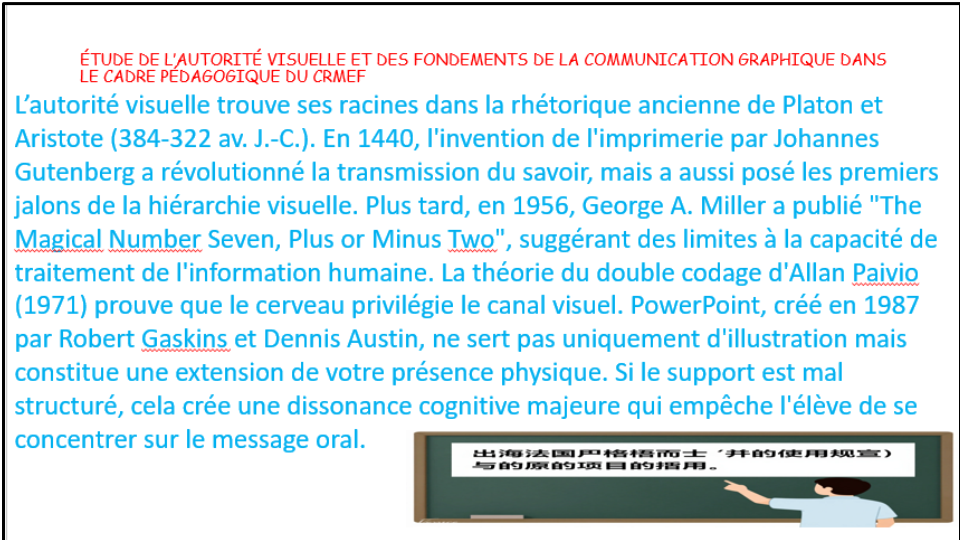 ÉTUDE DE L'AUTORITÉ VISUELLE ET DES FONDEMENTS DE LA COMMUNICATION GRAPHIQUE DANS
LE CADRE PÉDAGOGIQUE DU CRMEF
L'autorité visuelle trouve ses racines dans la rhétorique ancienne de Platon et
Aristote (384-322 av. J.-C.). En 1440, l'invention de l'imprimerie par Johannes
Gutenberg a révolutionné la transmission du savoir, mais a aussi posé les premiers
jalons de la hiérarchie visuelle. Plus tard, en 1956, George A. Miller a publié "The
Magical Number Seven, Plus or Minus Two", suggérant des limites à la capacité de
traitement de l'information humaine. La théorie du double codage d'Allan Paivio
(1971) prouve que le cerveau privilégie le canal visuel. PowerPoint, créé en 1987
par Robert Gaskins et Dennis Austin, ne sert pas uniquement d'illustration mais
constitue une extension de votre présence physique. Si le support est mal
structuré, cela crée une dissonance cognitive majeure qui empêche l'élève de se
concentrer sur le message oral.
出海法国严格梧而士 ′并的使用规宣)
与的原的项目的措用。